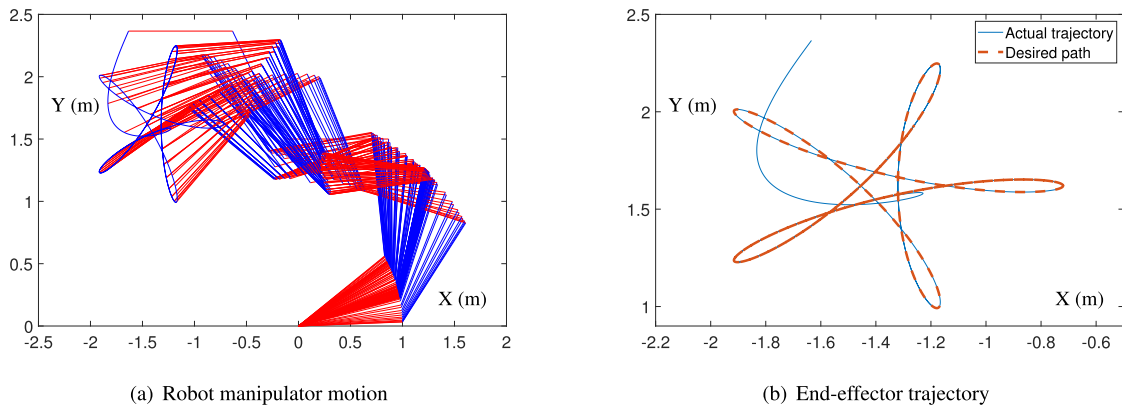 2.5
2
1.5
1
0.5
0
Y (m)
X (m)
-2.5 -2 -1.5 -1 -0.5 0 0.5 1 1.5 2
(a) Robot manipulator motion
2.5
2
1.5
1
Y (m)
Actual trajectory
Desired path
X (m)
-2.2 -2 -1.8 -1.6 -1.4 -1.2 -1 -0.8 -0.6
(b) End-effector trajectory